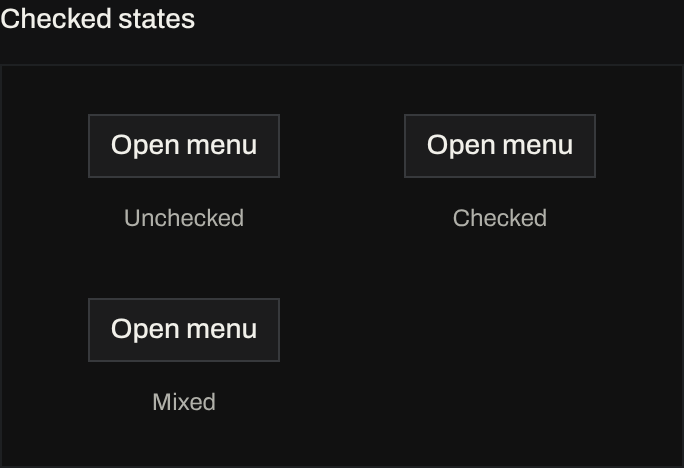 Checked states
Open menu
Open menu
Unchecked
Checked
Open menu
Mixed